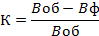 К = (Воб − Вф) / Воб